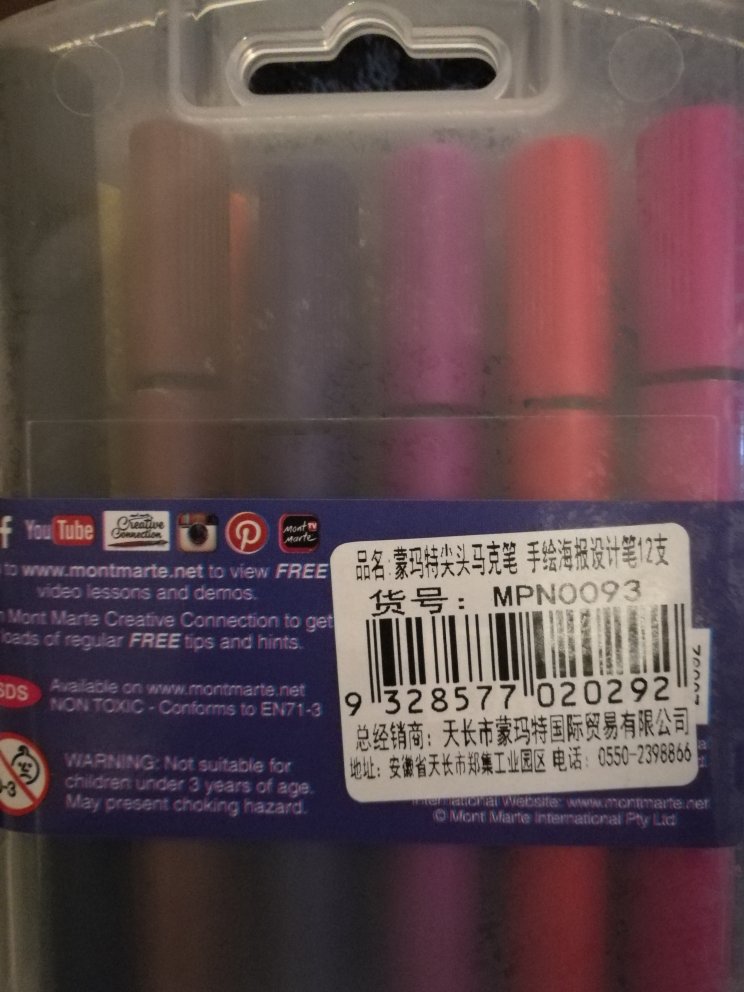 f You Tube Creative Connection Mont Marte TV
to www.montmarte.net to view FREE
video lessons and demos.
Mont Marte Creative Connection to get
loads of regular FREE tips and hints.
SDS
Available on www.montmarte.net
NON TOXIC - Conforms to EN71-3
0-3
WARNING: Not suitable for
children under 3 years of age.
May present choking hazard.
品名:蒙玛特尖头马克笔 手绘海报设计笔12支
货号: MPN0093
9 328577 020292
总经销商: 天长市蒙玛特国际贸易有限公司
地址: 安徽省天长市郑集工业园区 电话: 0550-2398866
International Website: www.montmarte.net
© Mont Marte International Pty Ltd